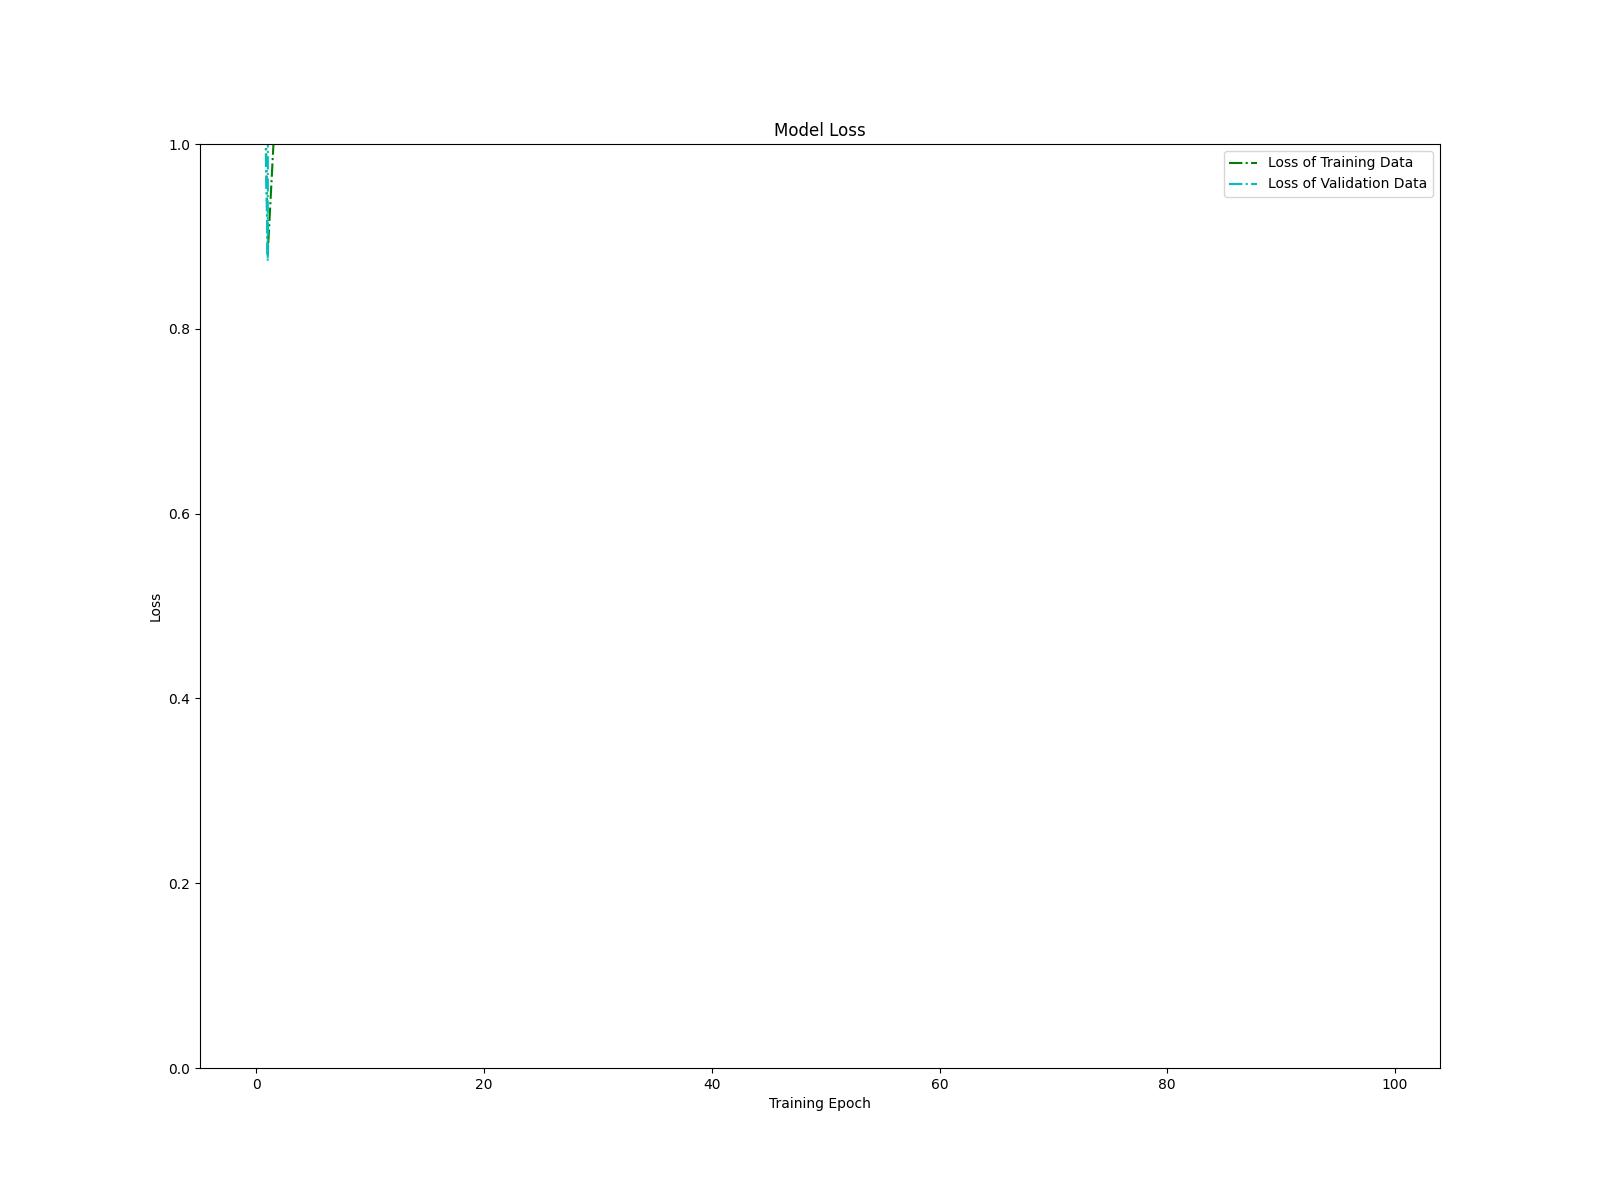 Model Loss
1.0
Loss of Training Data
Loss of Validation Data
0.8
0.6
Loss
0.4
0.2
0.0
0 20 40 60 80 100
Training Epoch